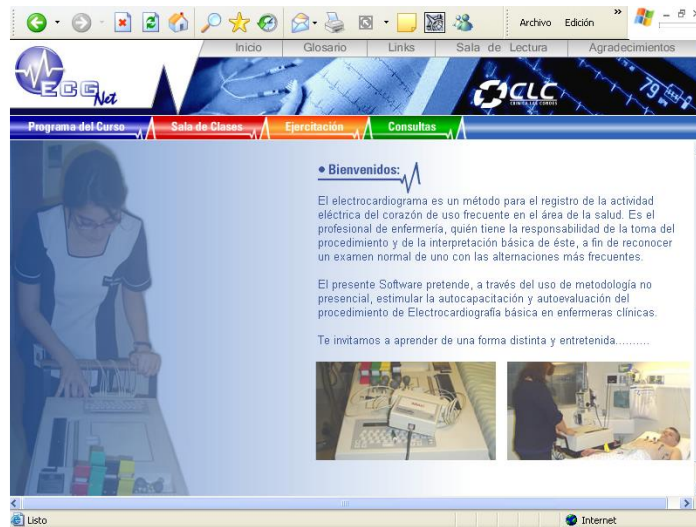 Archivo Edición »
Inicio Glosario Links Sala de Lectura Agradecimientos
ECG Net
CLC
CLINICA LAS CONDES
79
Programa del Curso Sala de Clases Ejercitación Consultas
• Bienvenidos:
El electrocardiograma es un método para el registro de la actividad
eléctrica del corazón de uso frecuente en el área de la salud. Es el
profesional de enfermería, quién tiene la responsabilidad de la toma del
procedimiento y de la interpretación básica de éste, a fin de reconocer
un examen normal de uno con las alternaciones más frecuentes.
El presente Software pretende, a través del uso de metodología no
presencial, estimular la autocapacitación y autoevaluación del
procedimiento de Electrocardiografía básica en enfermeras clínicas.
Te invitamos a aprender de una forma distinta y entretenida..........
Listo Internet